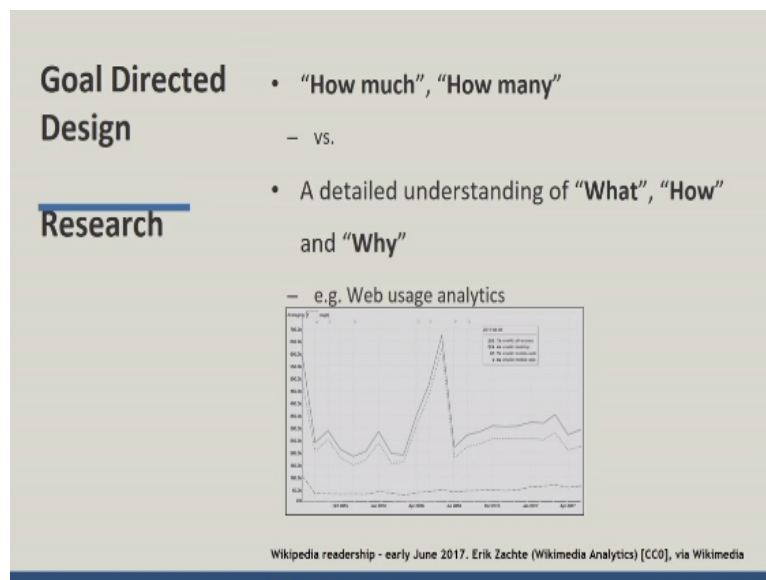 Goal Directed
Design
Research
• “How much”, “How many”
– vs.
• A detailed understanding of “What”, “How”
and “Why”
– e.g. Web usage analytics
Wikipedia readership - early June 2017. Erik Zachte (Wikimedia Analytics) [CC0], via Wikimedia